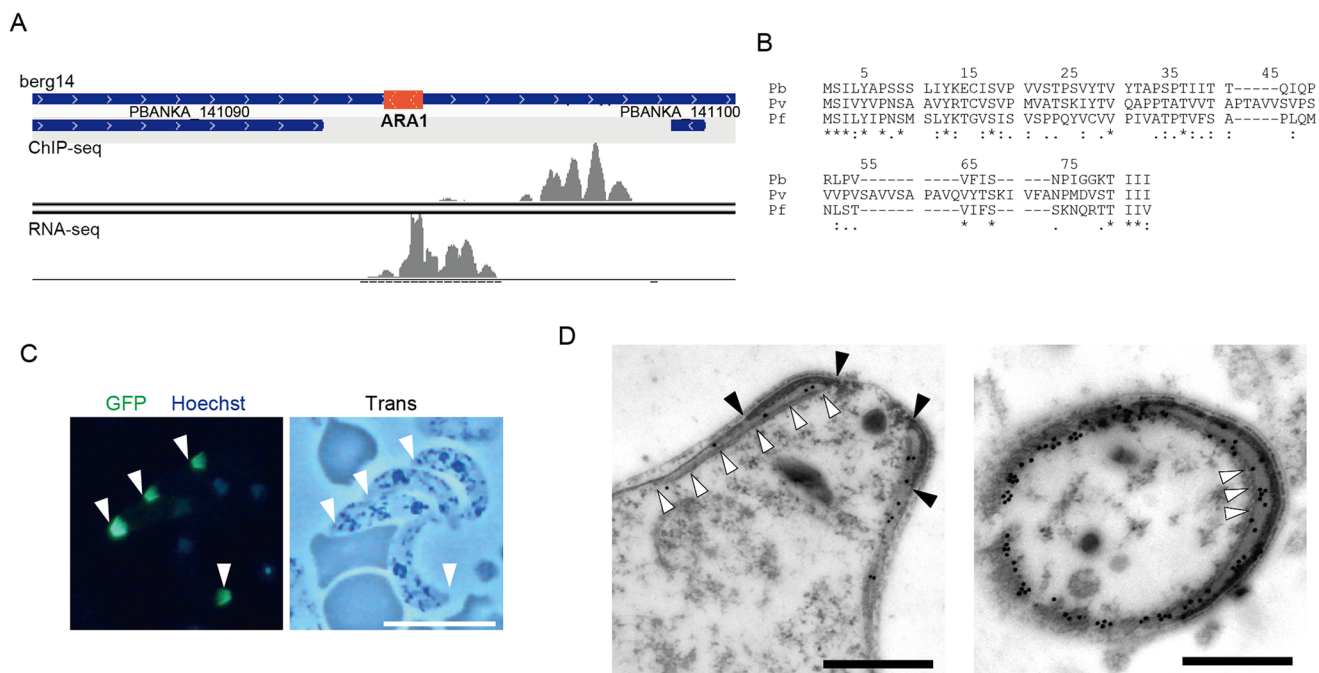 A
berg14
PBANKA_141090
ARA1
PBANKA_141100
ChIP-seq
RNA-seq
B
5 15 25 35 45
Pb MSILYAPSSS LIYKECISVP VVSTPSVYTV YTAPSPTIIT T-----QIQP
Pv MSIVYVPNSA AVYRTCVSVP MVATSKIYTV QAPPTATVVT APTAVVSVPS
Pf MSILYIPNSM SLYKTGVSIS VSPPQYVCVV PIVATPTVFS A-----PLQM
***:*.*.* :*: *:*:. :. :* * .::*:. : :
55 65 75
Pb RLPV------ -----VFIS- ---NPIGGKT III
Pv VVPVSAVVSA PAVQVYTSKI VFANPMDVST III
Pf NLST------ -----VIFS- ---SKNQRTT IIV
:.. * * . * **:
C
GFP Hoechst Trans
D